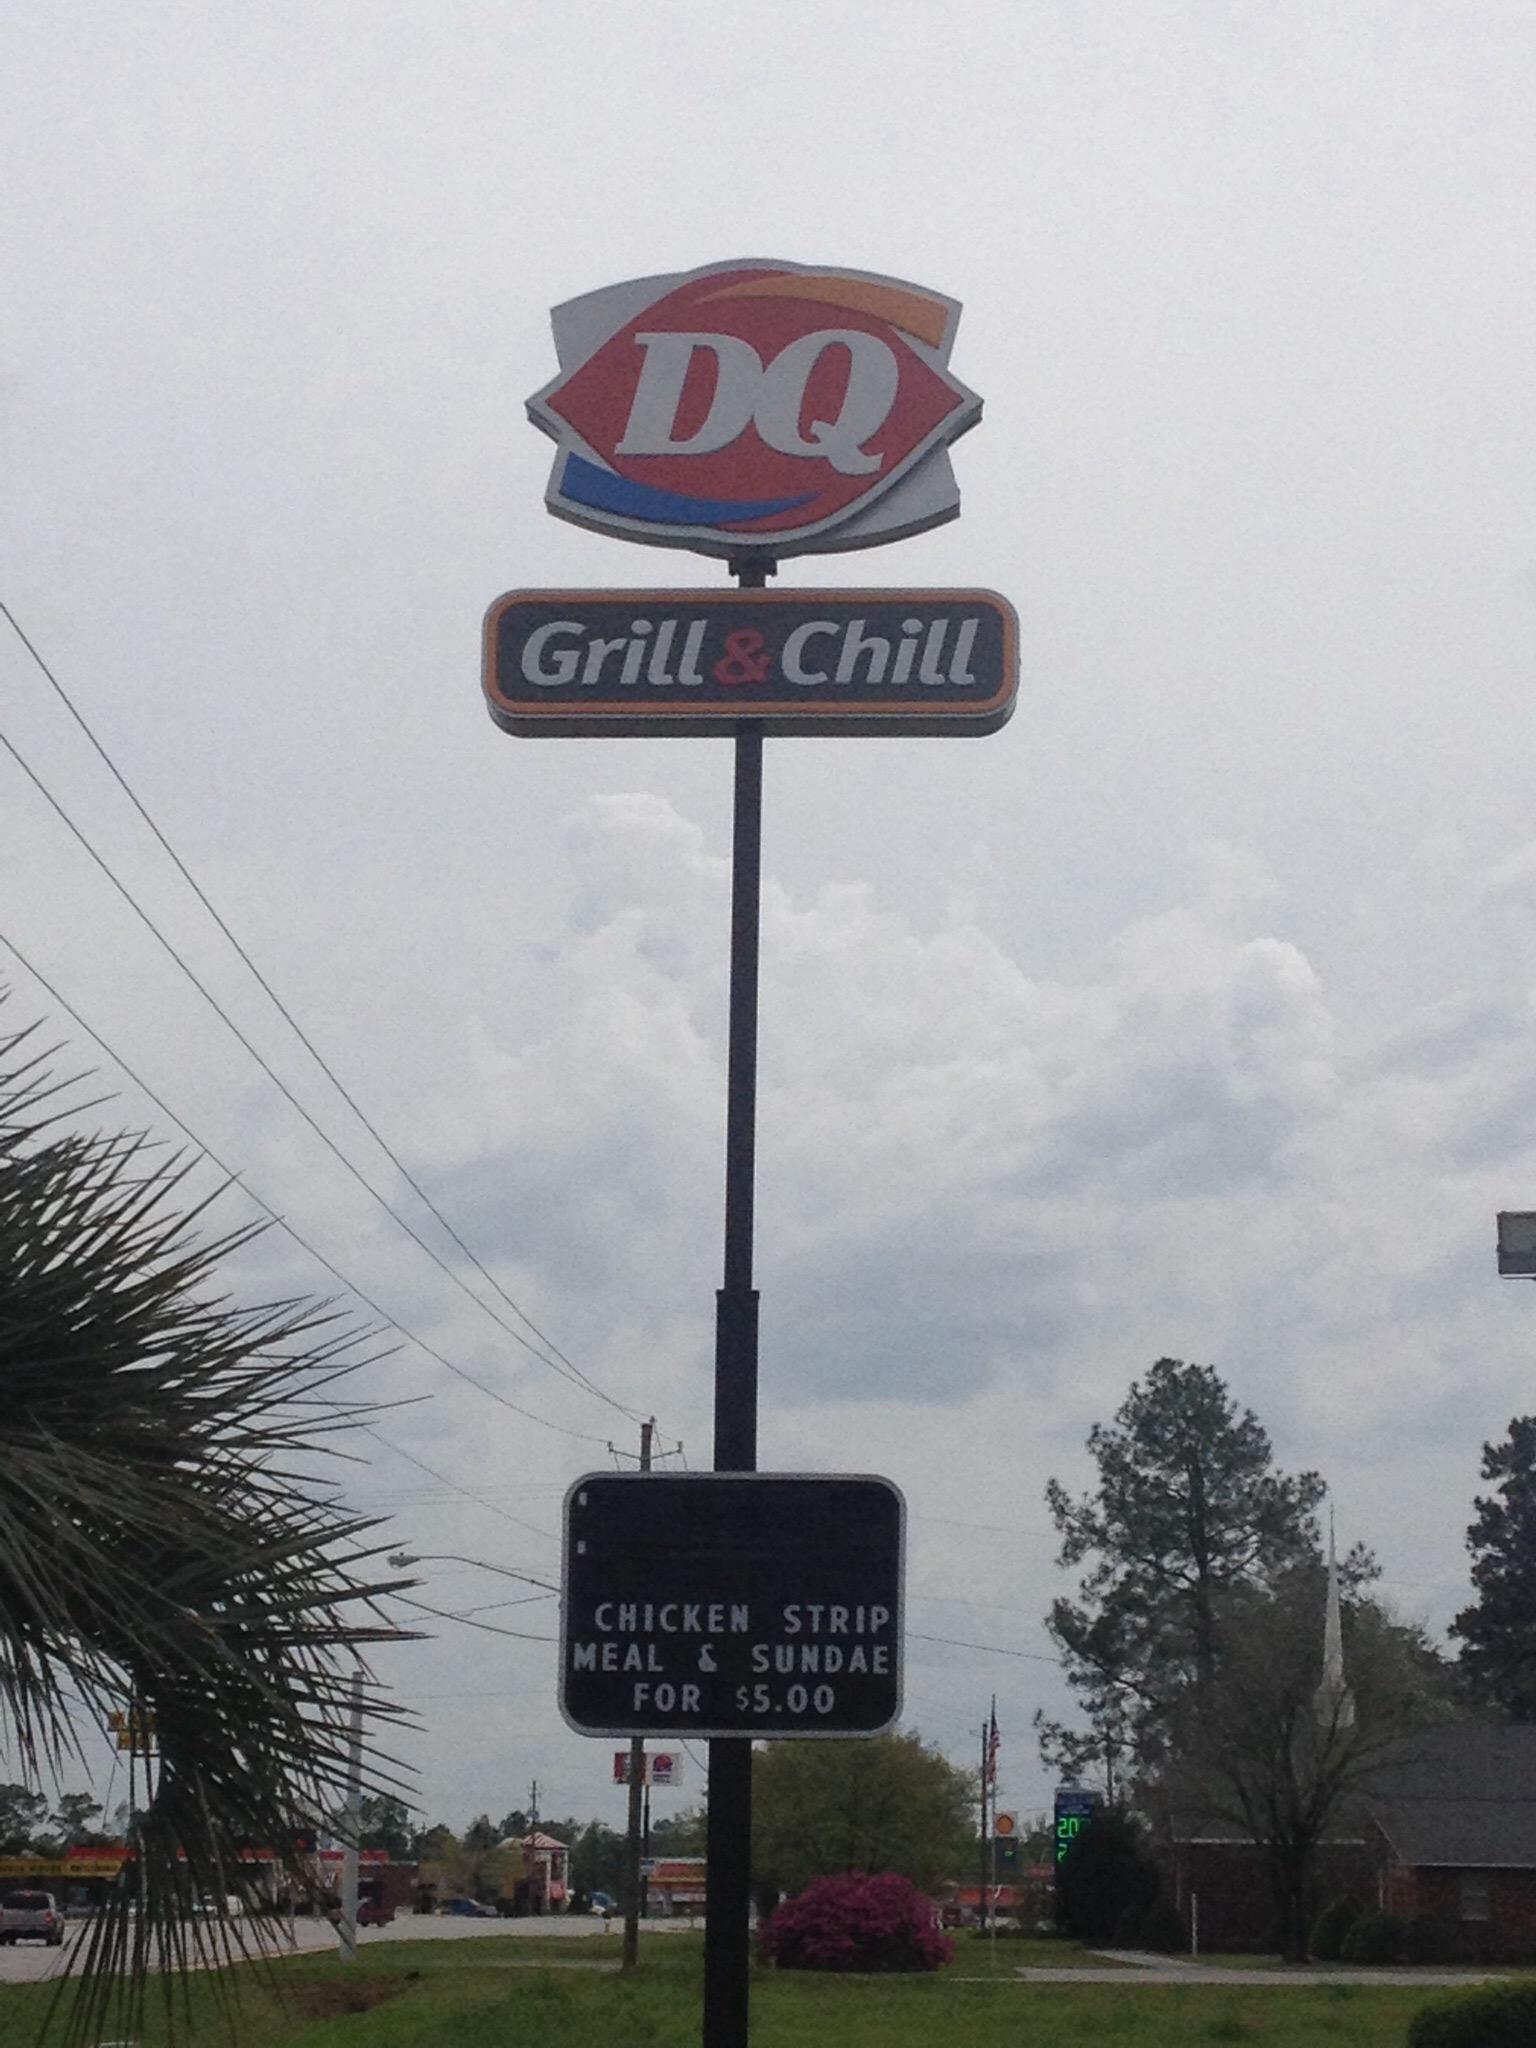 DQ
Grill & Chill
CHICKEN STRIP
MEAL & SUNDAE
FOR $5.00